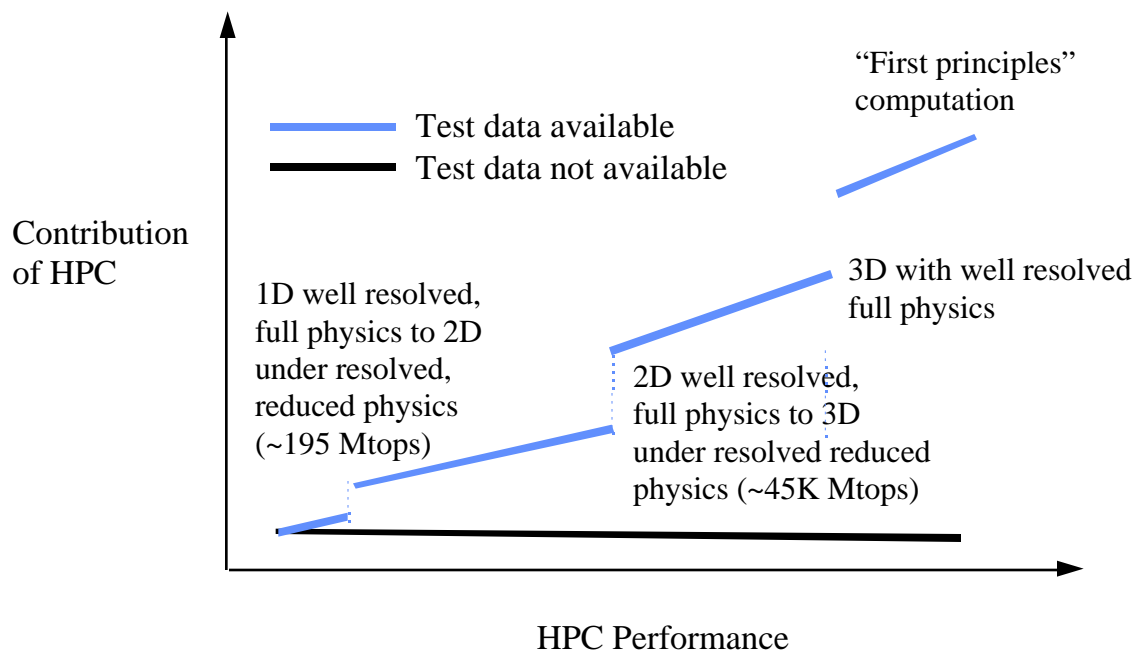 “First principles”
computation
Test data available
Test data not available
Contribution
of HPC
1D well resolved,
full physics to 2D
under resolved,
reduced physics
(~195 Mtops)
3D with well resolved
full physics
2D well resolved,
full physics to 3D
under resolved reduced
physics (~45K Mtops)
HPC Performance